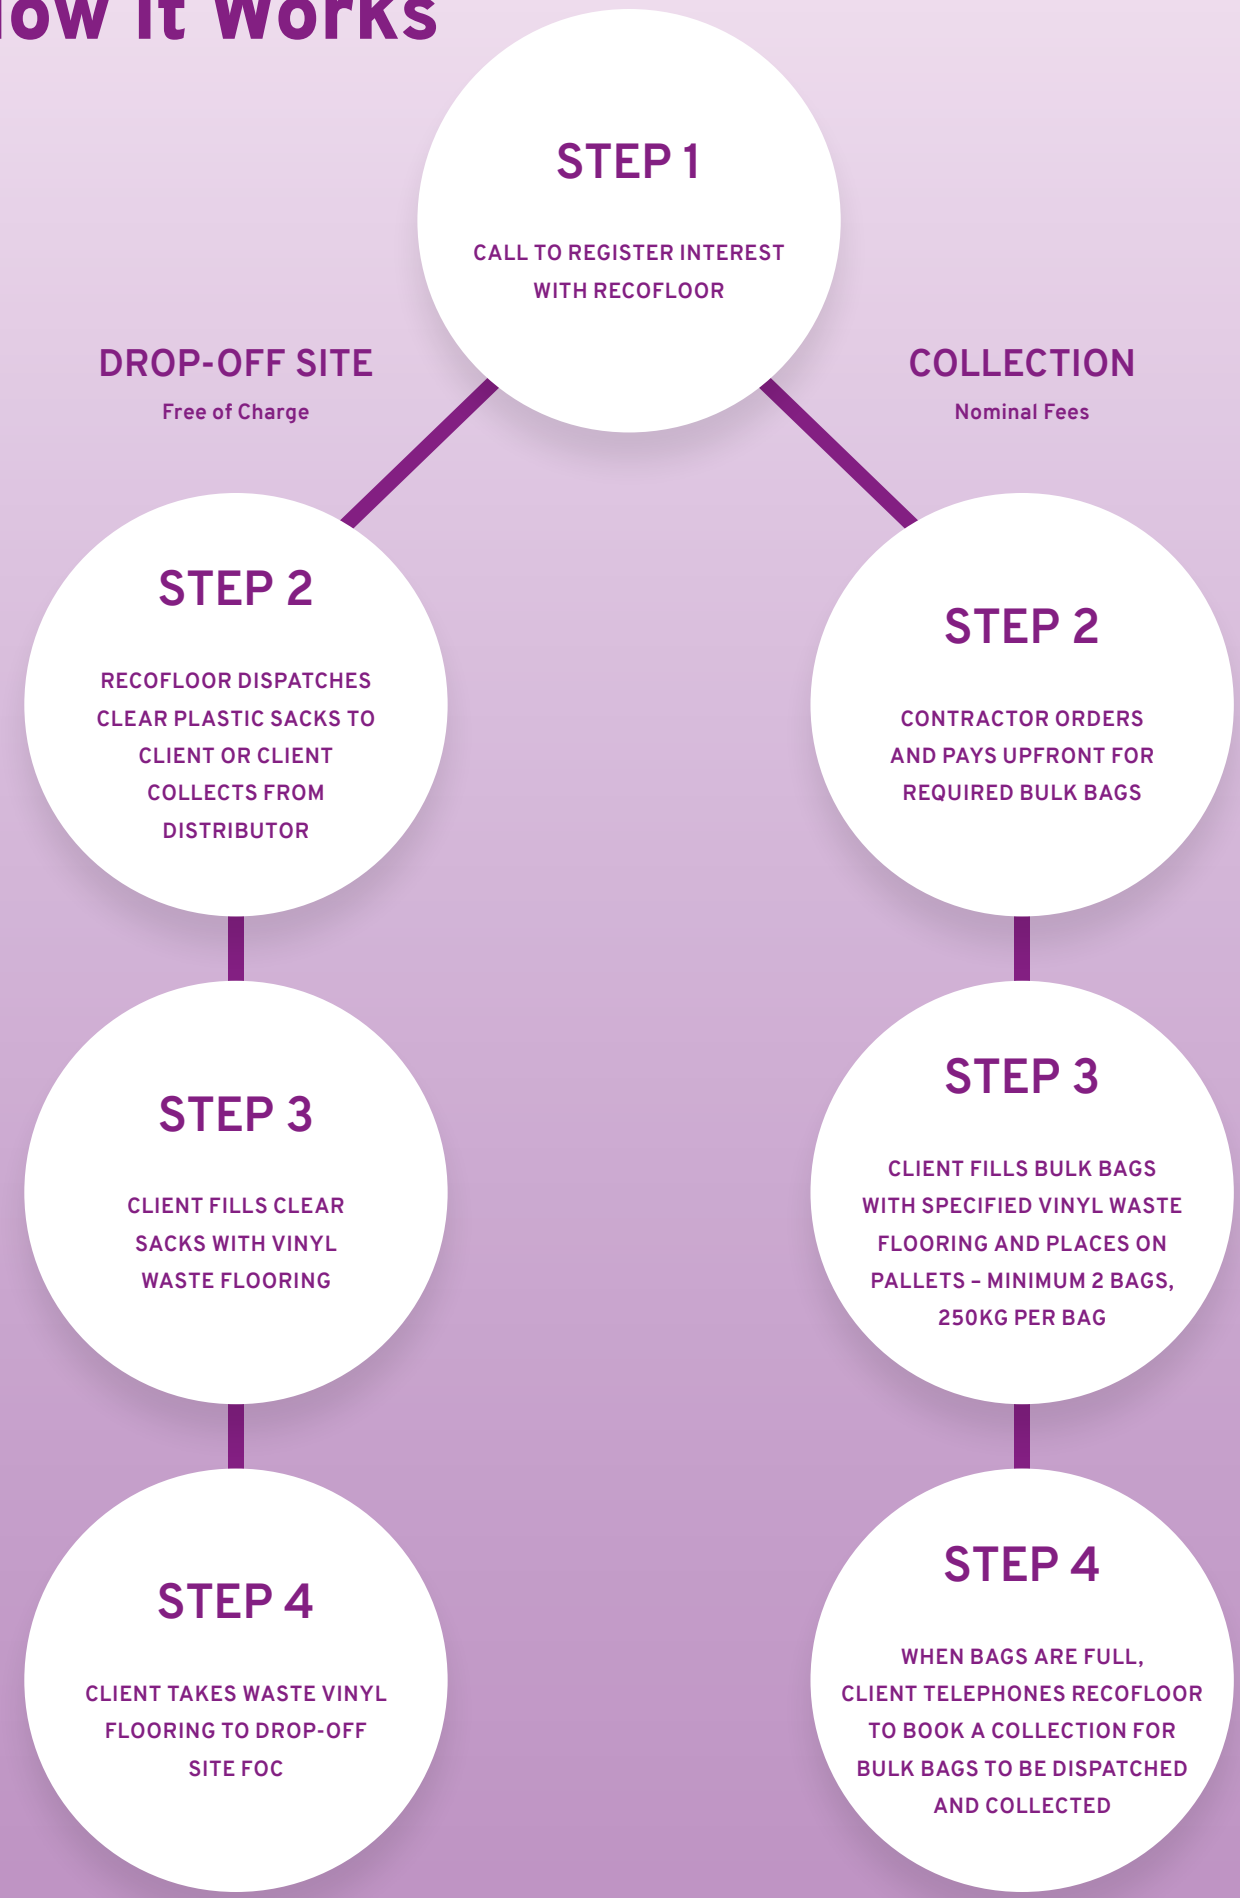 How it Works
STEP 1
CALL TO REGISTER INTEREST
WITH RECOFLOOR
DROP-OFF SITE
Free of Charge
STEP 2
RECOFLOOR DISPATCHES
CLEAR PLASTIC SACKS TO
CLIENT OR CLIENT
COLLECTS FROM
DISTRIBUTOR
STEP 3
CLIENT FILLS CLEAR
SACKS WITH VINYL
WASTE FLOORING
STEP 4
CLIENT TAKES WASTE VINYL
FLOORING TO DROP-OFF
SITE FOC
COLLECTION
Nominal Fees
STEP 2
CONTRACTOR ORDERS
AND PAYS UPFRONT FOR
REQUIRED BULK BAGS
STEP 3
CLIENT FILLS BULK BAGS
WITH SPECIFIED VINYL WASTE
FLOORING AND PLACES ON
PALLETS – MINIMUM 2 BAGS,
250KG PER BAG
STEP 4
WHEN BAGS ARE FULL,
CLIENT TELEPHONES RECOFLOOR
TO BOOK A COLLECTION FOR
BULK BAGS TO BE DISPATCHED
AND COLLECTED